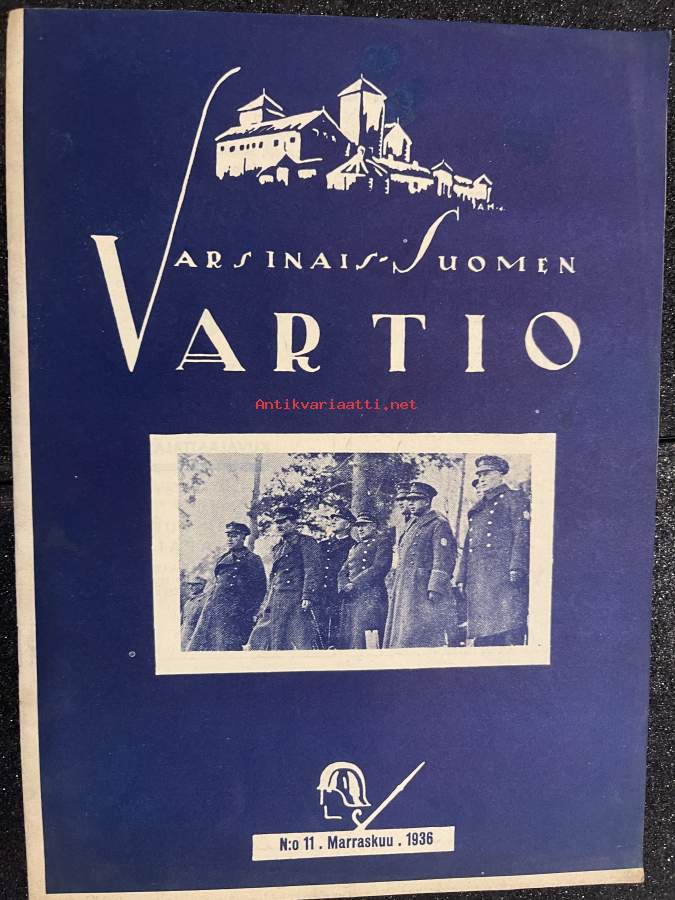 A.H-.
VARSINAIS-SUOMEN
VARTIO
Antikvariaatti.net
N:o 11 . Marraskuu . 1936